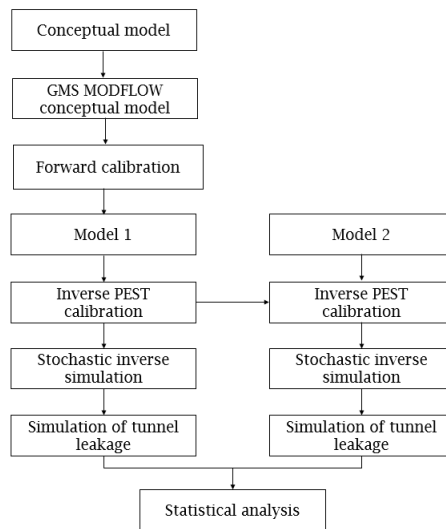 Conceptual model
GMS MODFLOW
conceptual model
Forward calibration
Model 1
Model 2
Inverse PEST
calibration
Inverse PEST
calibration
Stochastic inverse
simulation
Stochastic inverse
simulation
Simulation of tunnel
leakage
Simulation of tunnel
leakage
Statistical analysis